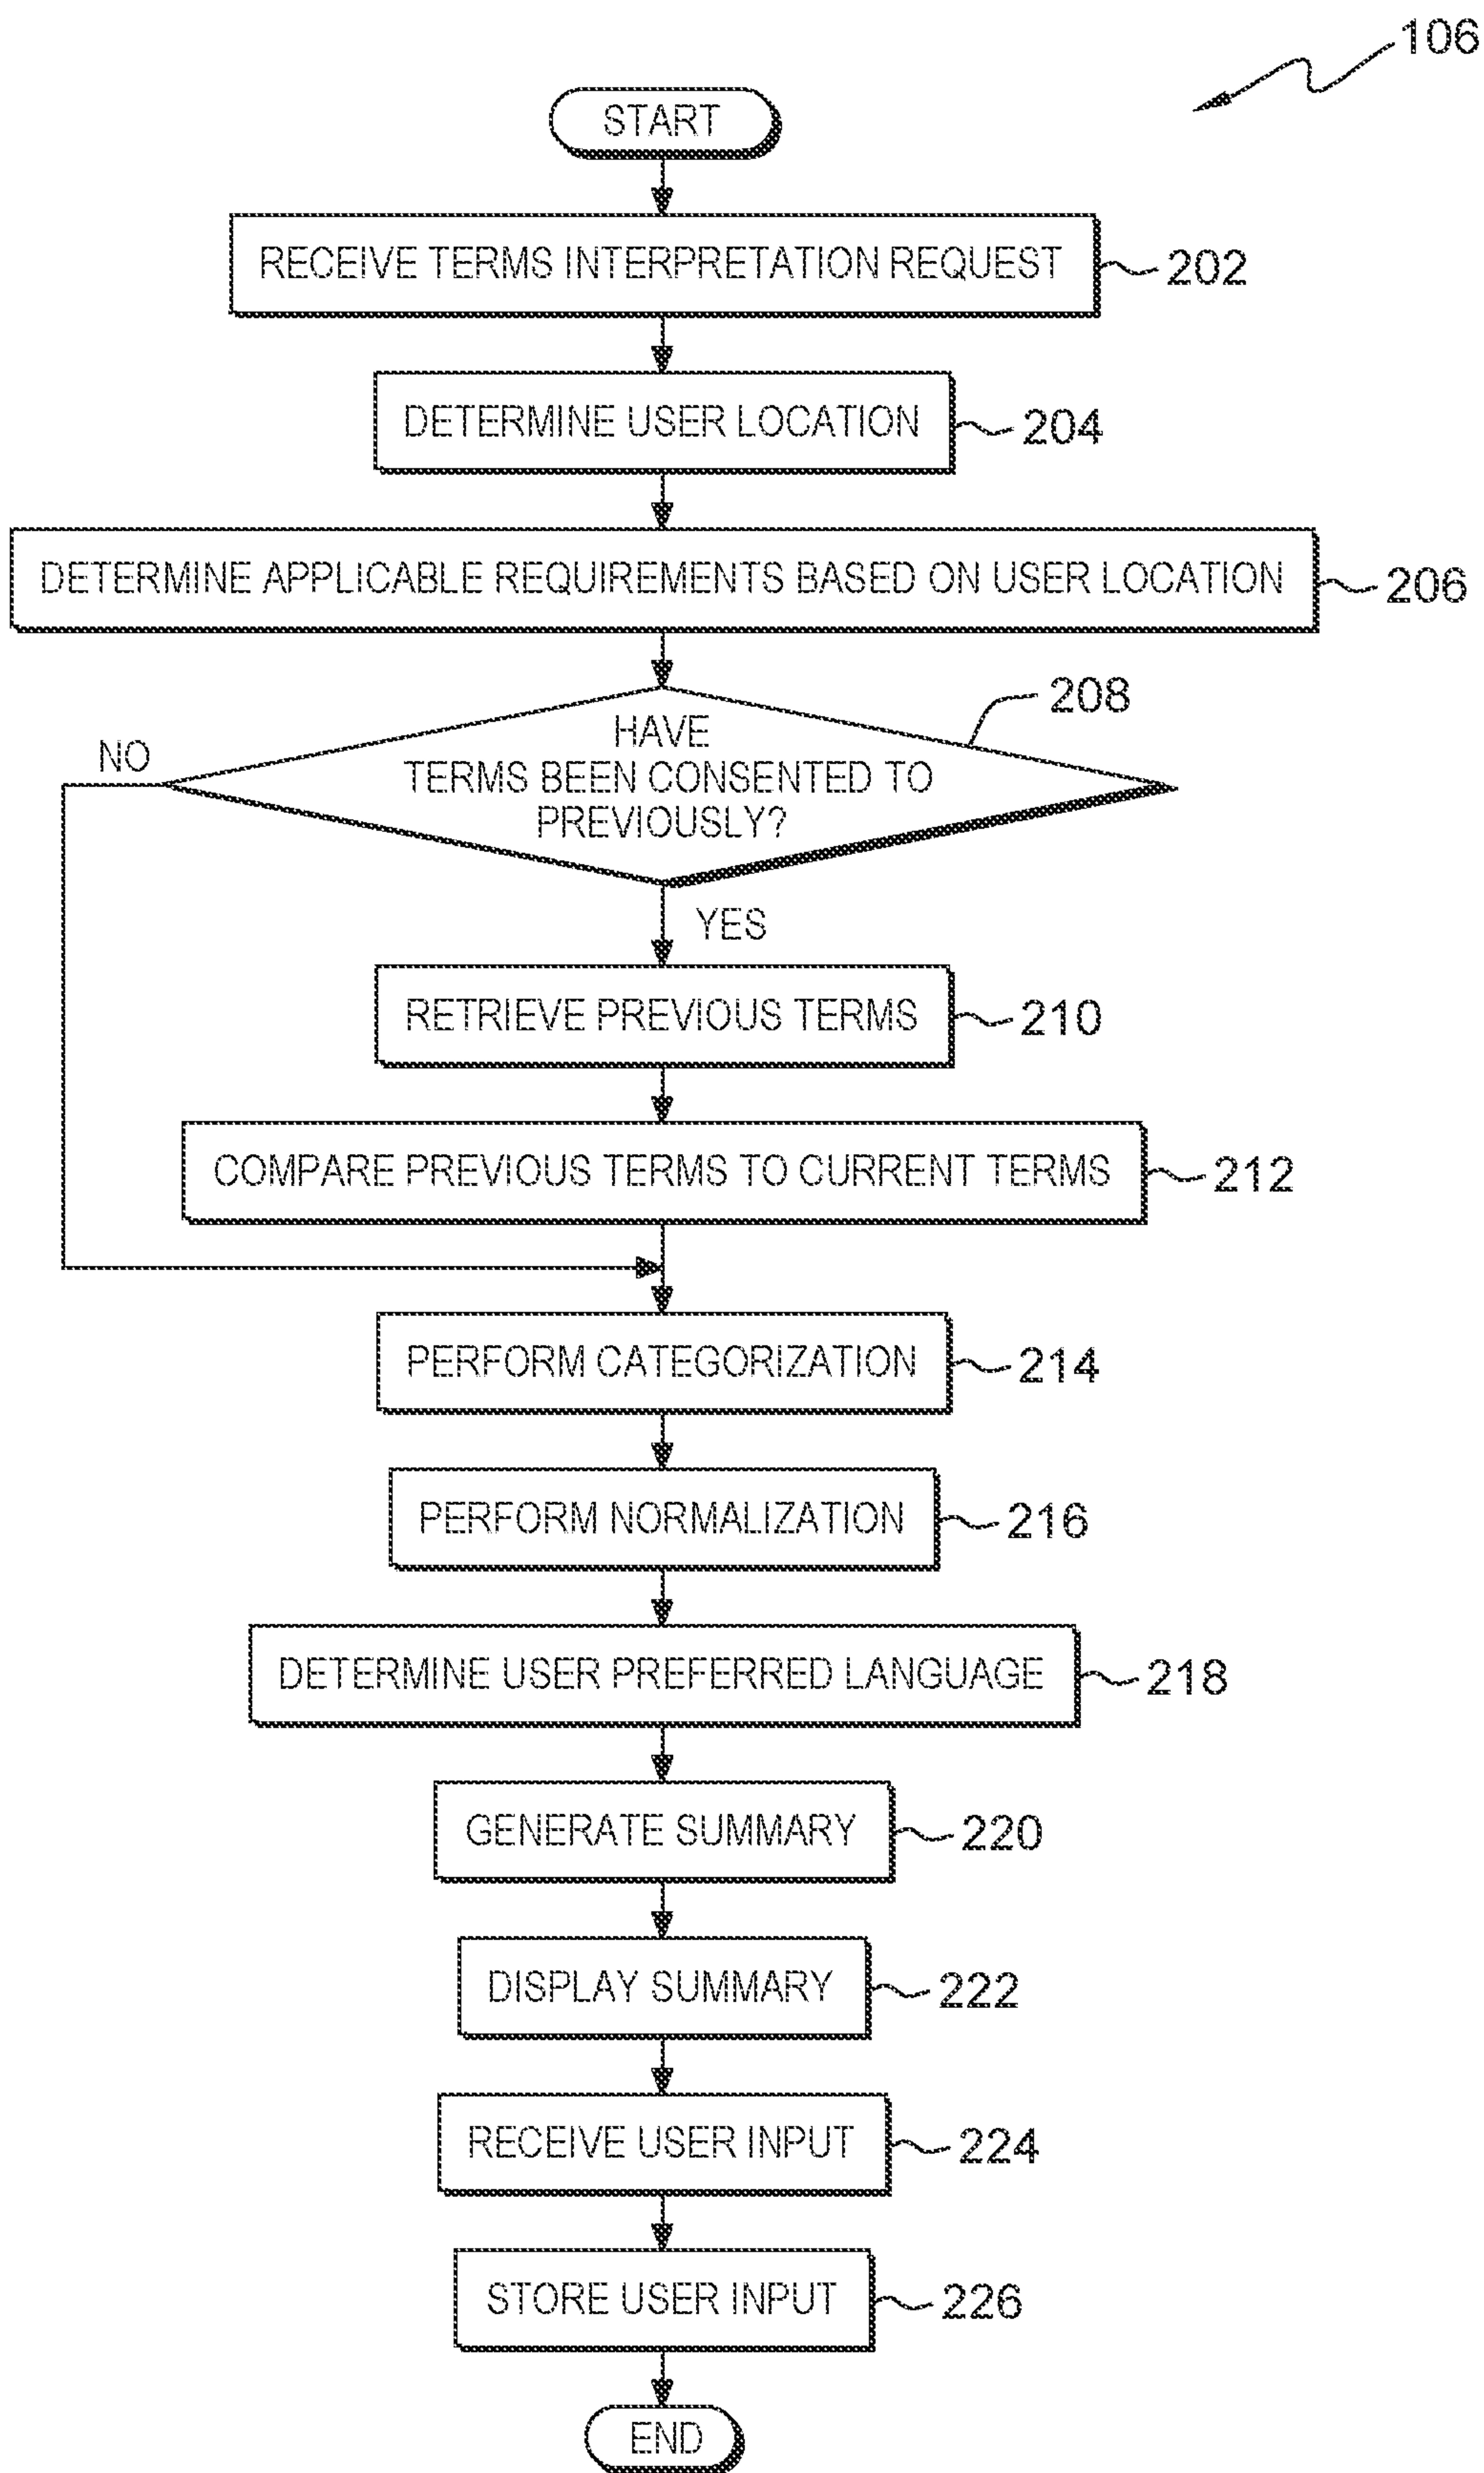 106
START
RECEIVE TERMS INTERPRETATION REQUEST
202
DETERMINE USER LOCATION
204
DETERMINE APPLICABLE REQUIREMENTS BASED ON USER LOCATION
206
208
HAVE
TERMS BEEN CONSENTED TO
PREVIOUSLY?
NO
YES
RETRIEVE PREVIOUS TERMS
210
COMPARE PREVIOUS TERMS TO CURRENT TERMS
212
PERFORM CATEGORIZATION
214
PERFORM NORMALIZATION
216
DETERMINE USER PREFERRED LANGUAGE
218
GENERATE SUMMARY
220
DISPLAY SUMMARY
222
RECEIVE USER INPUT
224
STORE USER INPUT
226
END